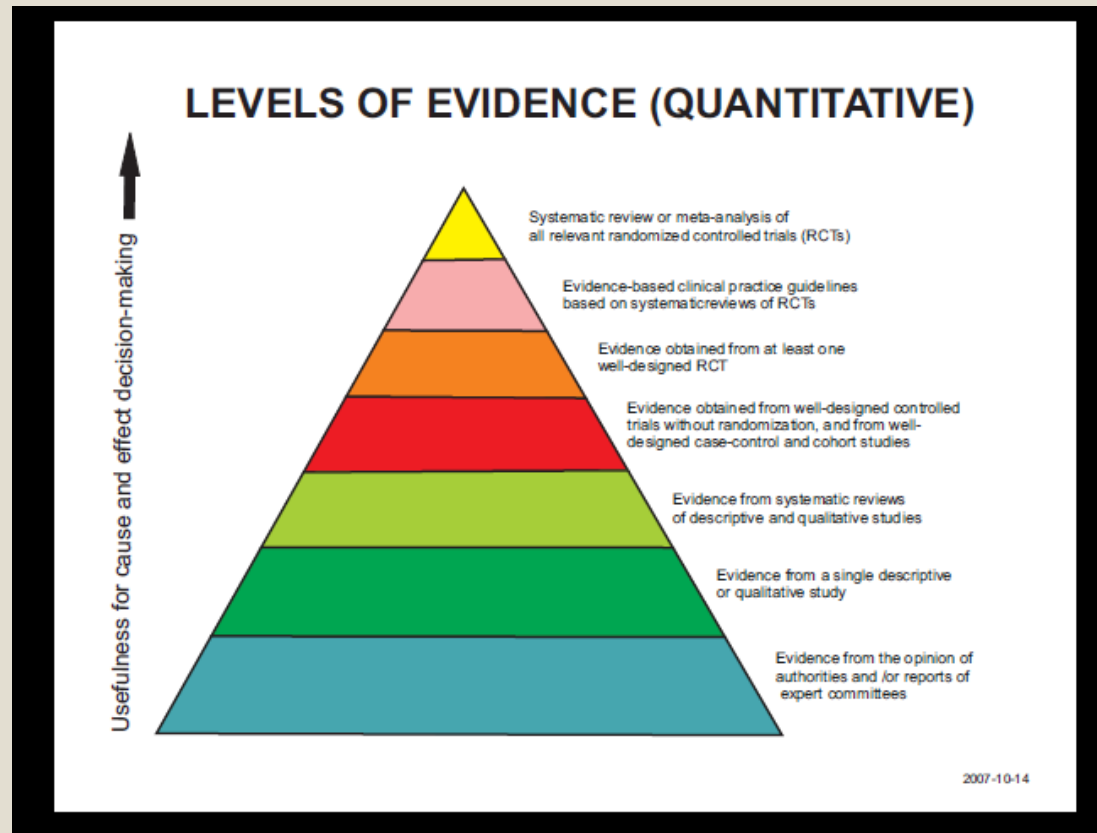 LEVELS OF EVIDENCE (QUANTITATIVE)
Usefulness for cause and effect decision-making
Systematic review or meta-analysis of
all relevant randomized controlled trials (RCTs)
Evidence-based clinical practice guidelines
based on systematicreviews of RCTs
Evidence obtained from at least one
well-designed RCT
Evidence obtained from well-designed controlled
trials without randomization, and from well-
designed case-control and cohort studies
Evidence from systematic reviews
of descriptive and qualitative studies
Evidence from a single descriptive
or qualitative study
Evidence from the opinion of
authorities and /or reports of
expert committees
2007-10-14